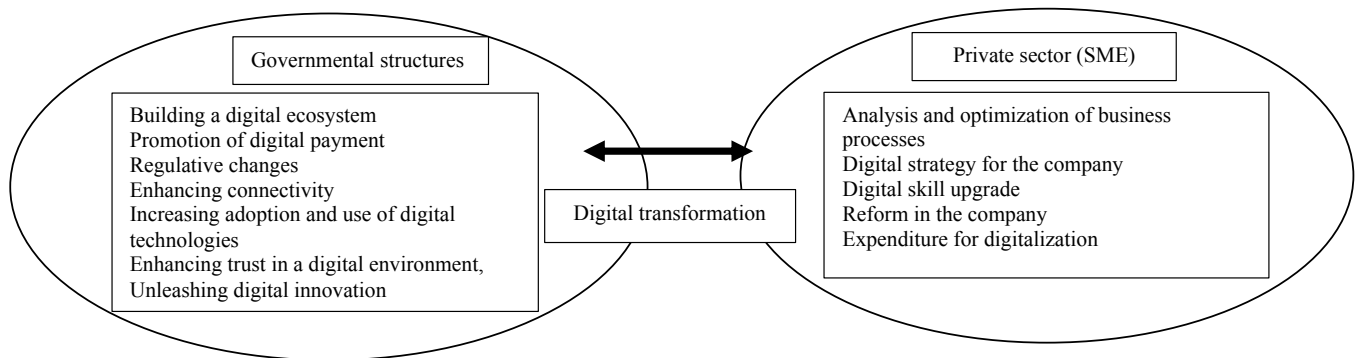 Governmental structures
Building a digital ecosystem
Promotion of digital payment
Regulative changes
Enhancing connectivity
Increasing adoption and use of digital
technologies
Enhancing trust in a digital environment,
Unleashing digital innovation
Digital transformation
Private sector (SME)
Analysis and optimization of business
processes
Digital strategy for the company
Digital skill upgrade
Reform in the company
Expenditure for digitalization